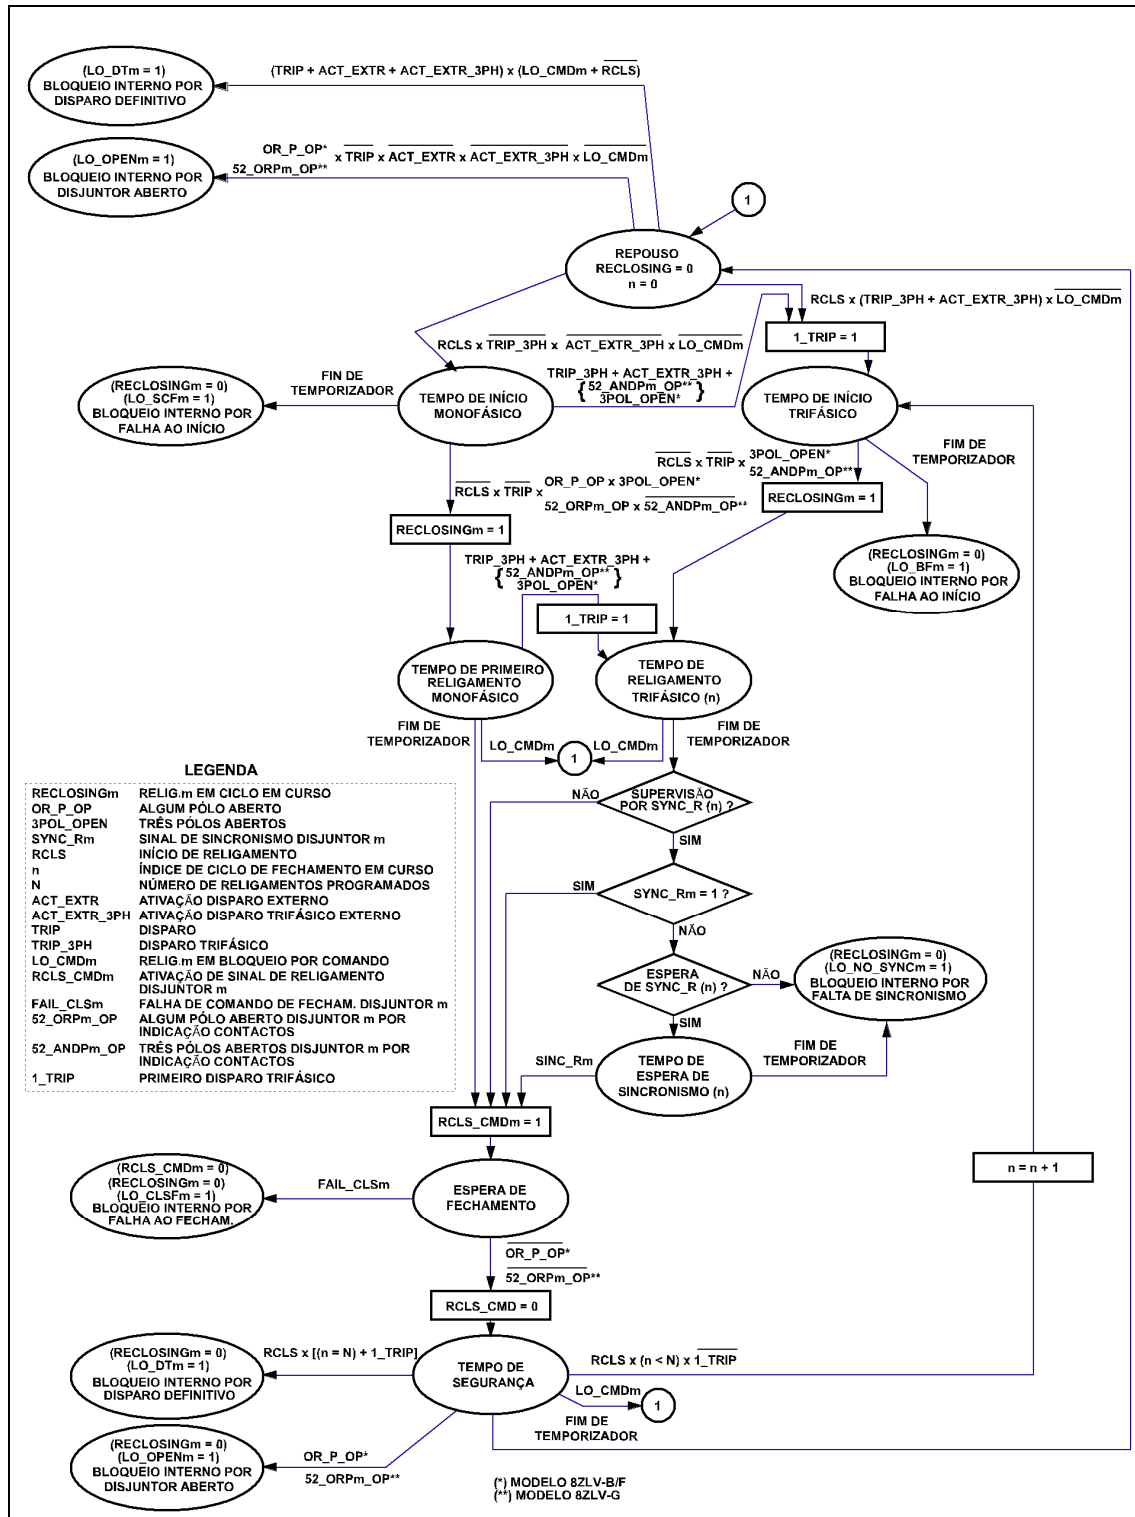 (LO_DTm = 1)
BLOQUEIO INTERNO POR
DISPARO DEFINITIVO
(TRIP + ACT_EXTR + ACT_EXTR_3PH) x (LO_CMDm + RCLS)
(LO_OPENm = 1)
BLOQUEIO INTERNO POR
DISJUNTOR ABERTO
OR_P_OP*
52_ORPm_OP**
x TRIP x ACT_EXTR x ACT_EXTR_3PH x LO_CMDm
1
REPOUSO
RECLOSING = 0
n = 0
RCLS x (TRIP_3PH + ACT_EXTR_3PH) x LO_CMDm
RCLS x TRIP_3PH x ACT_EXTR_3PH x LO_CMDm
1_TRIP = 1
(RECLOSINGm = 0)
(LO_SCFm = 1)
BLOQUEIO INTERNO POR
FALHA AO INÍCIO
FIN DE
TEMPORIZADOR
TEMPO DE INÍCIO
MONOFÁSICO
TRIP_3PH + ACT_EXTR_3PH +
{ 52_ANDPm_OP** }
3POL_OPEN*
TEMPO DE INÍCIO
TRIFÁSICO
FIM DE
TEMPORIZADOR
RCLS x TRIP x 3POL_OPEN*
52_ANDPm_OP**
RCLS x TRIP x OR_P_OP x 3POL_OPEN*
52_ORPm_OP x 52_ANDPm_OP**
RECLOSINGm = 1
RECLOSINGm = 1
(RECLOSINGm = 0)
(LO_BFm = 1)
BLOQUEIO INTERNO POR
FALHA AO INÍCIO
TRIP_3PH + ACT_EXTR_3PH +
{ 52_ANDPm_OP** }
3POL_OPEN*
1_TRIP = 1
TEMPO DE PRIMEIRO
RELIGAMENTO
MONOFÁSICO
TEMPO DE
RELIGAMENTO
TRIFÁSICO (n)
FIM DE
TEMPORIZADOR
LO_CMDm
1
LO_CMDm
FIM DE
TEMPORIZADOR
LEGENDA
RECLOSINGm RELIG.m EM CICLO EM CURSO
OR_P_OP ALGUM PÓLO ABERTO
3POL_OPEN TRÊS PÓLOS ABERTOS
SYNC_Rm SINAL DE SINCRONISMO DISJUNTOR m
RCLS INÍCIO DE RELIGAMENTO
n ÍNDICE DE CICLO DE FECHAMENTO EM CURSO
N NÚMERO DE RELIGAMENTOS PROGRAMADOS
ACT_EXTR ATIVAÇÃO DISPARO EXTERNO
ACT_EXTR_3PH ATIVAÇÃO DISPARO TRIFÁSICO EXTERNO
TRIP DISPARO
TRIP_3PH DISPARO TRIFÁSICO
LO_CMDm RELIG.m EM BLOQUEIO POR COMANDO
RCLS_CMDm ATIVAÇÃO DE SINAL DE RELIGAMENTO
DISJUNTOR m
FAIL_CLSm FALHA DE COMANDO DE FECHAM. DISJUNTOR m
52_ORPm_OP ALGUM PÓLO ABERTO DISJUNTOR m POR
INDICAÇÃO CONTACTOS
52_ANDPm_OP TRÊS PÓLOS ABERTOS DISJUNTOR m POR
INDICAÇÃO CONTACTOS
1_TRIP PRIMEIRO DISPARO TRIFÁSICO
NÃO
SUPERVISÃO
POR SYNC_R (n) ?
SIM
SIM
SYNC_Rm = 1 ?
NÃO
ESPERA
DE SYNC_R (n) ?
NÃO
(RECLOSINGm = 0)
(LO_NO_SYNCm = 1)
BLOQUEIO INTERNO POR
FALTA DE SINCRONISMO
SIM
SINC_Rm
TEMPO DE
ESPERA DE
SINCRONISMO (n)
FIM DE
TEMPORIZADOR
RCLS_CMDm = 1
n = n + 1
(RCLS_CMDm = 0)
(RECLOSINGm = 0)
(LO_CLSFm = 1)
BLOQUEIO INTERNO POR
FALHA AO FECHAM.
FAIL_CLSm
ESPERA DE
FECHAMENTO
OR_P_OP*
52_ORPm_OP**
RCLS_CMD = 0
(RECLOSINGm = 0)
(LO_DTm = 1)
BLOQUEIO INTERNO POR
DISPARO DEFINITIVO
RCLS x [(n = N) + 1_TRIP]
TEMPO DE
SEGURANÇA
RCLS x (n < N) x 1_TRIP
LO_CMDm
1
FIM DE
TEMPORIZADOR
(RECLOSINGm = 0)
(LO_OPENm = 1)
BLOQUEIO INTERNO POR
DISJUNTOR ABERTO
OR_P_OP*
52_ORPm_OP**
(*) MODELO 8ZLV-B/F
(**) MODELO 8ZLV-G